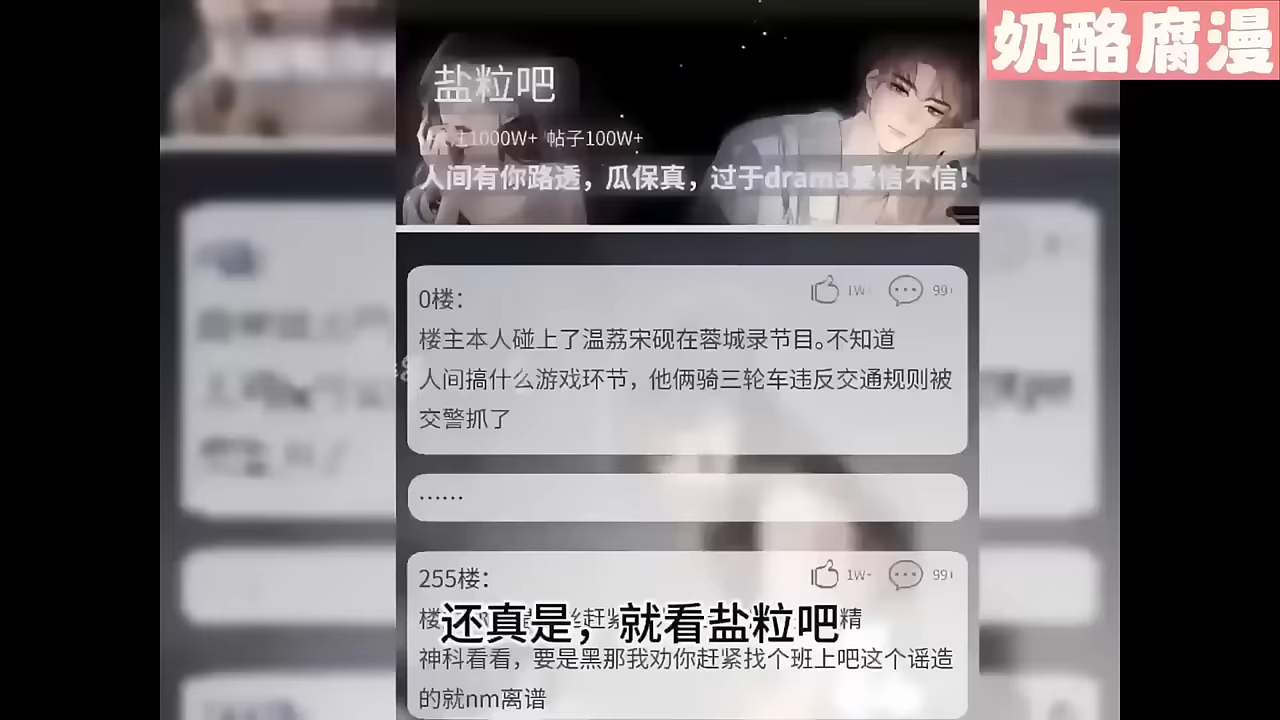 奶酪腐漫
盐粒吧
1000W+ 帖子100W+
人间有你路透，瓜保真，过于drama爱信不信！
0楼：
1W+
99+
楼主本人碰上了温荔宋砚在蓉城录节目。不知道
人间搞什么游戏环节，他俩骑三轮车违反交通规则被
交警抓了
……
255楼：
1W+
99+
楼 精
还真是，就看盐粒吧
神科看看，要是黑那我劝你赶紧找个班上吧这个谣造
的就nm离谱